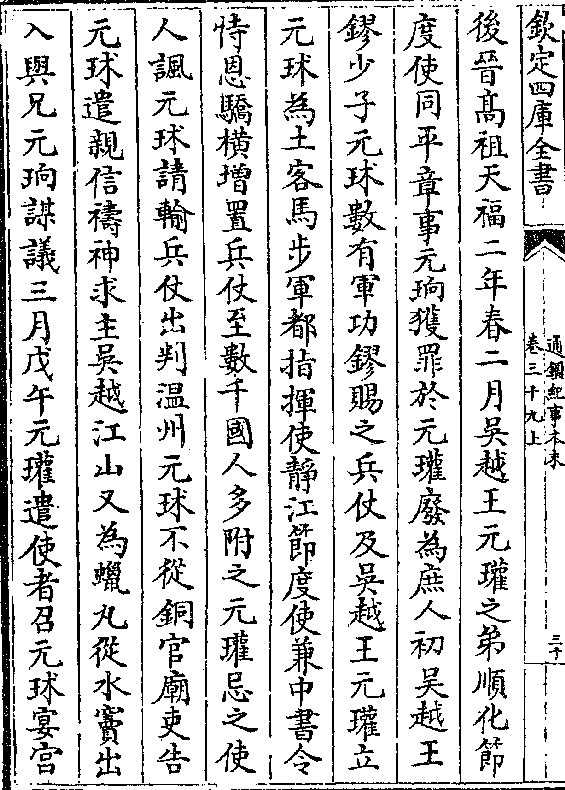 欽定四庫全書
通鑑紀事本末
卷三十九上
三十
後晉高祖天福二年春二月吳越王元瓘之弟順化節
度使同平章事元珦獲罪於元瓘廢為庶人初吳越王
鏐少子元球數有軍功鏐賜之兵仗及吳越王元瓘立
元球為土客馬步軍都指揮使靜江節度使兼中書令
恃恩驕橫增置兵仗至數千國人多附之元瓘忌之使
人諷元球請輸兵仗出判温州元球不從銅官廟吏告
元球遣親信禱神求主吳越江山又為蠟丸從水竇出
入與兄元珦謀議三月戊午元瓘遣使者召元球宴宮